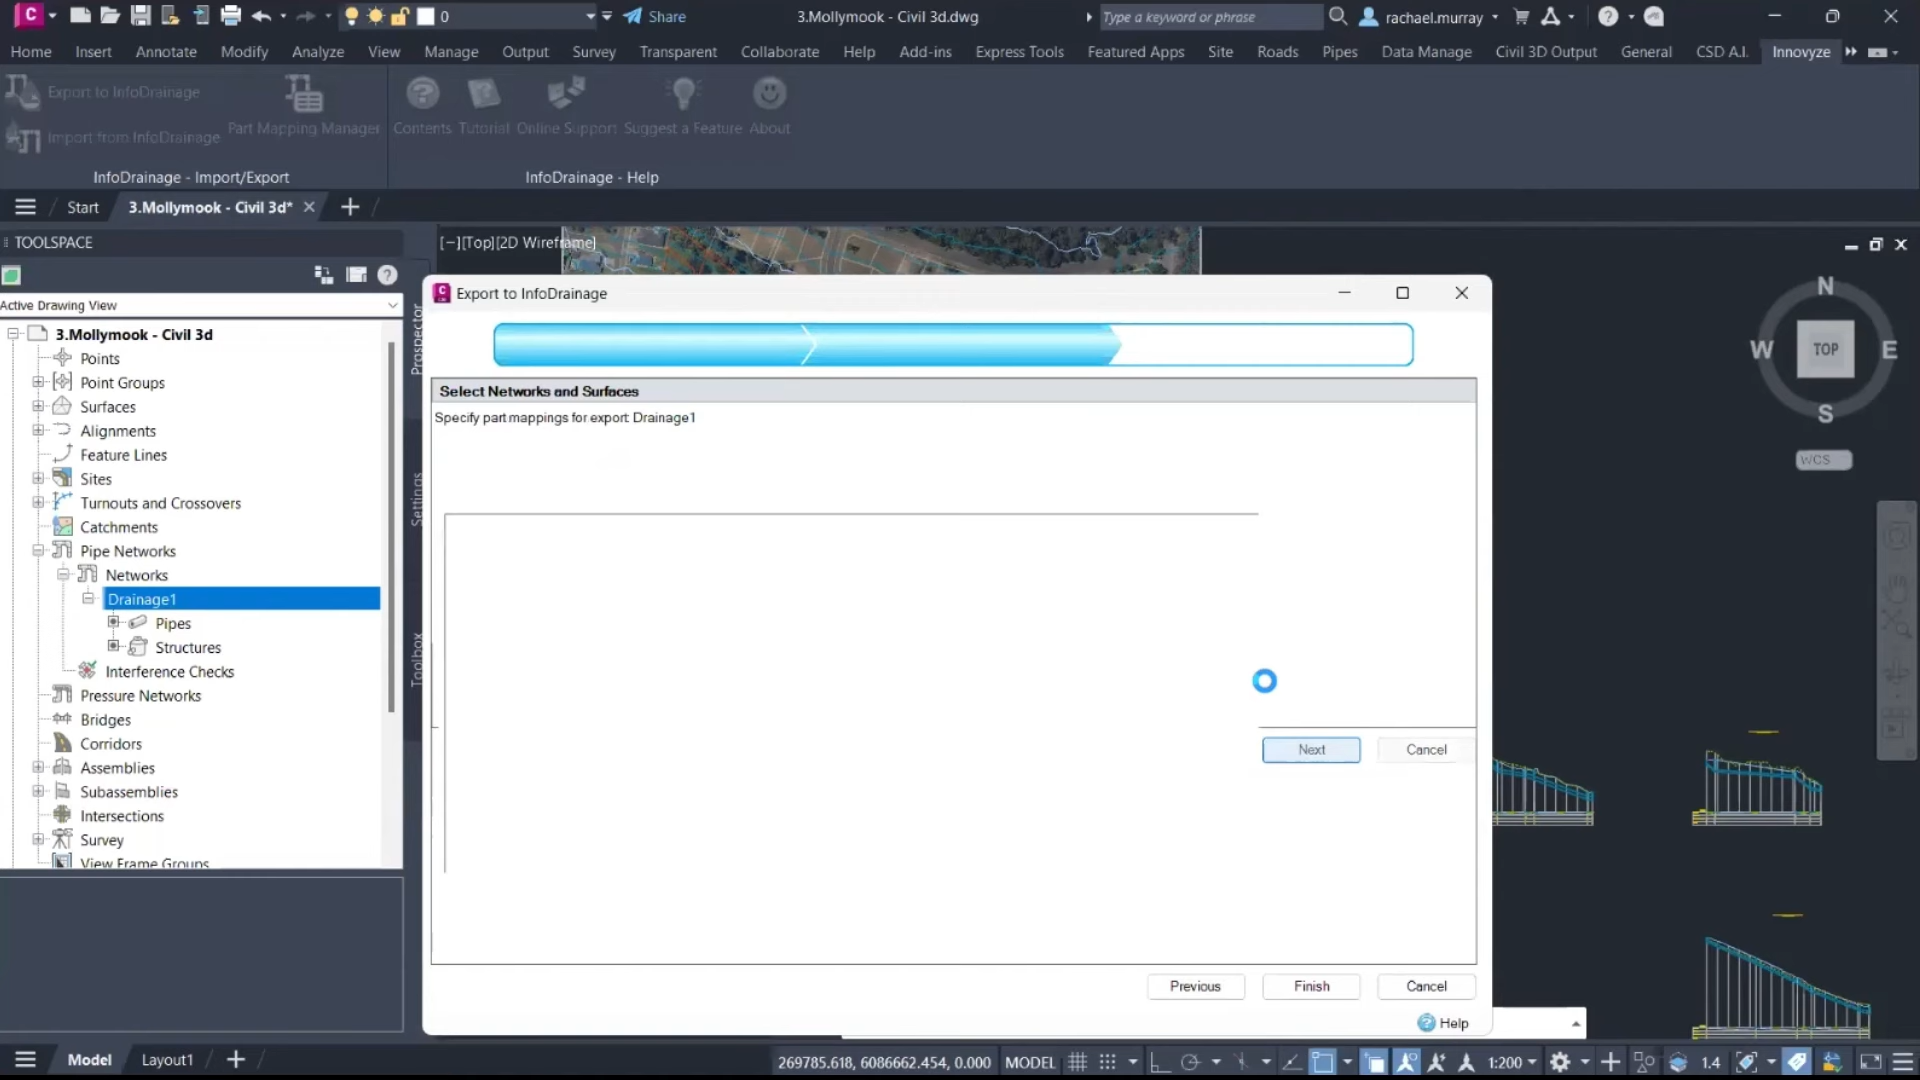 0
Share
3.Mollymook - Civil 3d.dwg
Type a keyword or phrase
rachael.murray
Home Insert Annotate Modify Analyze View Manage Output Survey Transparent Collaborate Help Add-ins Express Tools Featured Apps Site Roads Pipes Data Manage Civil 3D Output General CSD A.I. Innovyze
Export to InfoDrainage
Import from InfoDrainage
Part Mapping Manager
Contents Tutorial Online Support Suggest a Feature About
InfoDrainage - Import/Export
InfoDrainage - Help
Start
3.Mollymook - Civil 3d*
TOOLSPACE
[−][Top][2D Wireframe]
Active Drawing View
Prospector
Settings
Toolbox
3.Mollymook - Civil 3d
Points
Point Groups
Surfaces
Alignments
Feature Lines
Sites
Turnouts and Crossovers
Catchments
Pipe Networks
Networks
Drainage1
Pipes
Structures
Interference Checks
Pressure Networks
Bridges
Corridors
Assemblies
Subassemblies
Intersections
Survey
View Frame Groups
Export to InfoDrainage
Select Networks and Surfaces
Specify part mappings for export: Drainage1
Next
Cancel
Previous
Finish
Cancel
Help
N
W
TOP
E
S
WCS
Model
Layout1
269785.618, 6086662.454, 0.000
MODEL
1:200
1.4